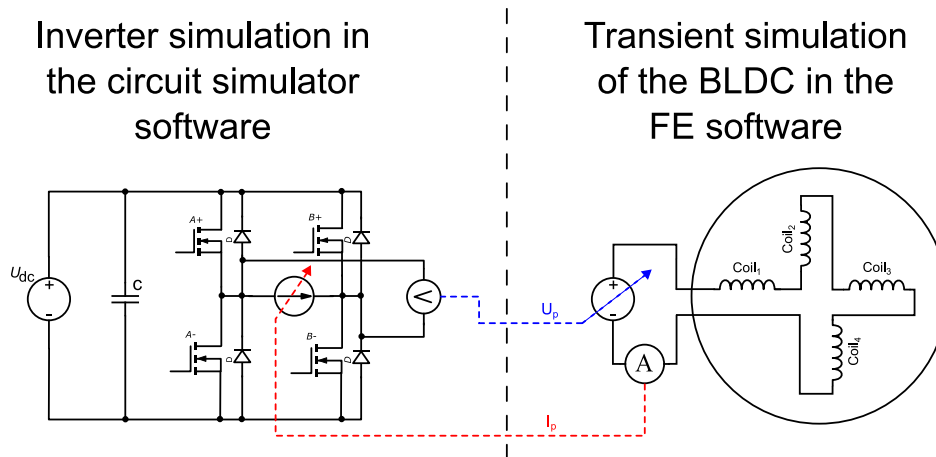 Inverter simulation in
the circuit simulator
software
Transient simulation
of the BLDC in the
FE software
A+
B+
D
D
Udc
+
-
C
V
A-
B-
D
D
Up
Ip
+
-
A
Coil1
Coil2
Coil3
Coil4